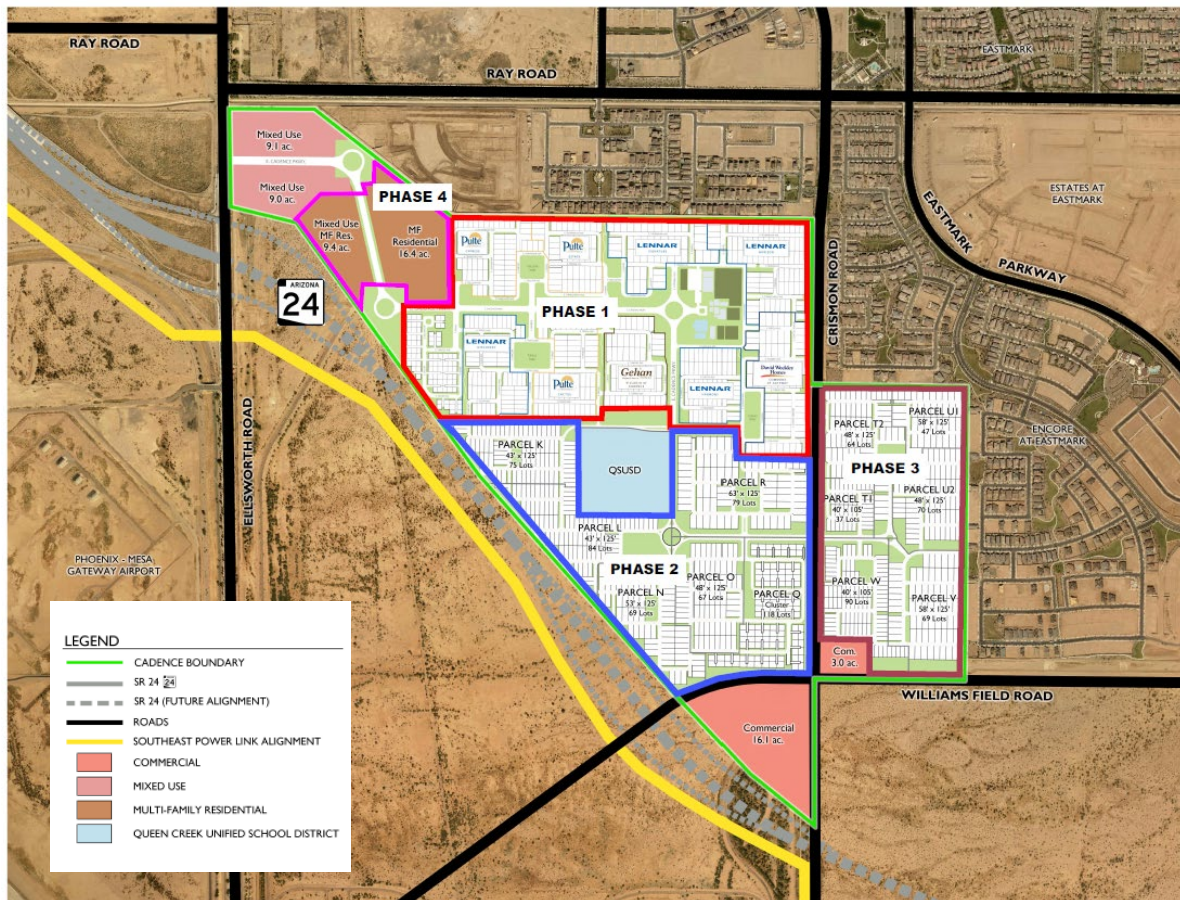 RAY ROAD
RAY ROAD
EASTMARK
Mixed Use
9.1 ac.
Mixed Use
9.0 ac.
PHASE 4
Mixed Use
MF Res.
9.4 ac.
MF
Residential
16.4 ac.
ESTATES AT
EASTMARK
EASTMARK
PARKWAY
ARIZONA
24
Pulte
Pulte
LENNAR
LENNAR
PHASE 1
CRISMON ROAD
LENNAR
Pulte
Gehan
LENNAR
David Weekley
Homes
ELLSWORTH ROAD
PARCEL K
43' x 125'
75 Lots
QSUSD
PARCEL R
63' x 125'
79 Lots
PARCEL L
43' x 125'
84 Lots
PHASE 2
PARCEL N
53' x 125'
69 Lots
PARCEL O
48' x 125'
67 Lots
PARCEL Q
Cluster
118 Lots
PARCEL T2
48' x 125'
64 Lots
PARCEL U1
58' x 125'
47 Lots
PHASE 3
PARCEL T1
40' x 105'
37 Lots
PARCEL U2
48' x 125'
70 Lots
PARCEL W
40' x 105'
90 Lots
PARCEL V
58' x 125'
69 Lots
ENCORE
AT EASTMARK
Com.
3.0 ac.
WILLIAMS FIELD ROAD
Commercial
16.1 ac.
PHOENIX - MESA
GATEWAY AIRPORT
LEGEND
CADENCE BOUNDARY
SR 24 24
SR 24 (FUTURE ALIGNMENT)
ROADS
SOUTHEAST POWER LINK ALIGNMENT
COMMERCIAL
MIXED USE
MULTI-FAMILY RESIDENTIAL
QUEEN CREEK UNIFIED SCHOOL DISTRICT